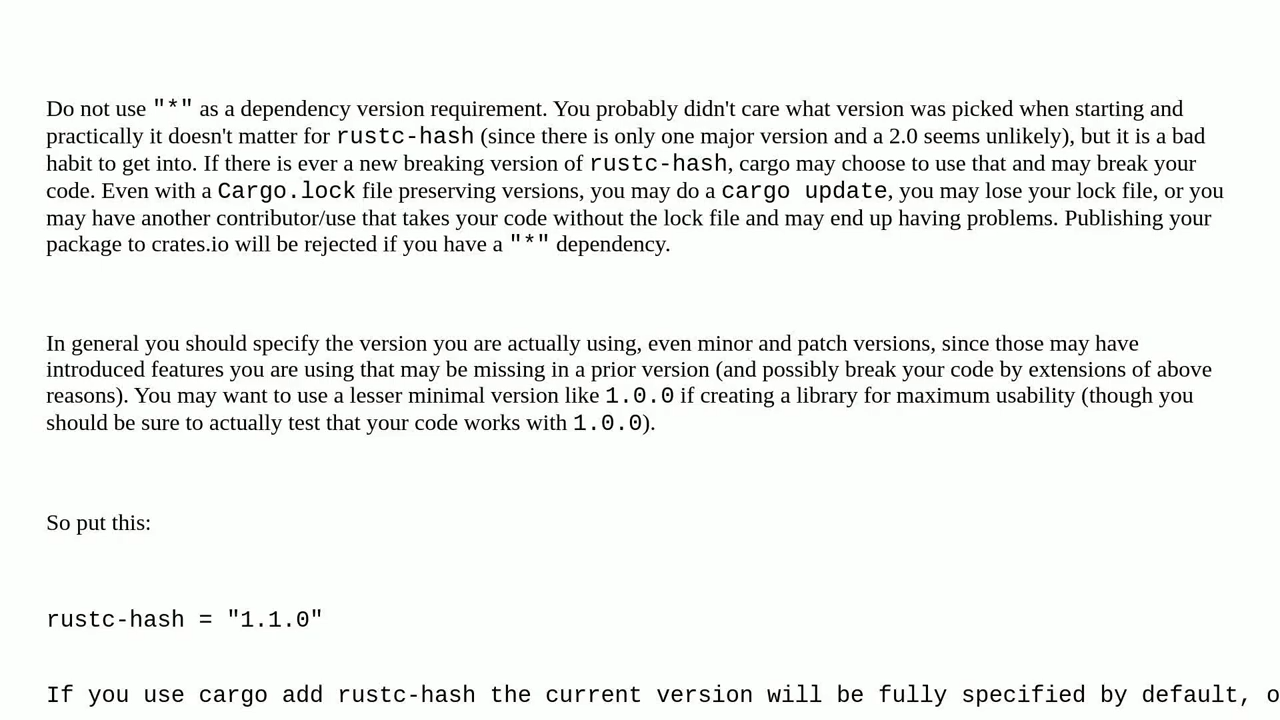 Do not use "*" as a dependency version requirement. You probably didn't care what version was picked when starting and
practically it doesn't matter for rustc-hash (since there is only one major version and a 2.0 seems unlikely), but it is a bad
habit to get into. If there is ever a new breaking version of rustc-hash, cargo may choose to use that and may break your
code. Even with a Cargo.lock file preserving versions, you may do a cargo update, you may lose your lock file, or you
may have another contributor/use that takes your code without the lock file and may end up having problems. Publishing your
package to crates.io will be rejected if you have a "*" dependency.
In general you should specify the version you are actually using, even minor and patch versions, since those may have
introduced features you are using that may be missing in a prior version (and possibly break your code by extensions of above
reasons). You may want to use a lesser minimal version like 1.0.0 if creating a library for maximum usability (though you
should be sure to actually test that your code works with 1.0.0).
So put this:
rustc-hash = "1.1.0"
If you use cargo add rustc-hash the current version will be fully specified by default,